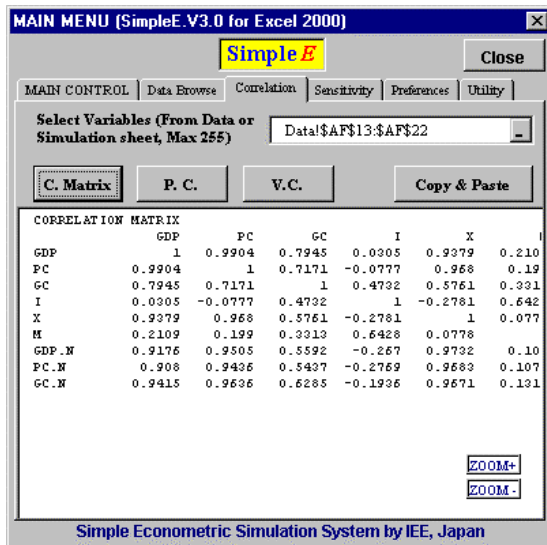 MAIN MENU (SimpleE.V3.0 for Excel 2000)
Simple E
Close
MAIN CONTROL Data Browse Correlation Sensitivity Preferences Utility
Select Variables (From Data or
Simulation sheet, Max 255)
Data!$AF$13:$AF$22
C. Matrix P. C. V.C. Copy & Paste
CORRELATION MATRIX
GDP PC GC I X
GDP 1 0.9904 0.7945 0.0305 0.9379 0.210
PC 0.9904 1 0.7171 -0.0777 0.968 0.19
GC 0.7945 0.7171 1 0.4732 0.5761 0.331
I 0.0305 -0.0777 0.4732 1 -0.2781 0.642
X 0.9379 0.968 0.5761 -0.2781 1 0.077
M 0.2109 0.199 0.3313 0.6428 0.0778
GDP.N 0.9176 0.9505 0.5592 -0.267 0.9732 0.10
PC.N 0.908 0.9436 0.5437 -0.2769 0.9683 0.107
GC.N 0.9415 0.9636 0.6285 -0.1936 0.9671 0.131
ZOOM+
ZOOM-
Simple Econometric Simulation System by IEE, Japan